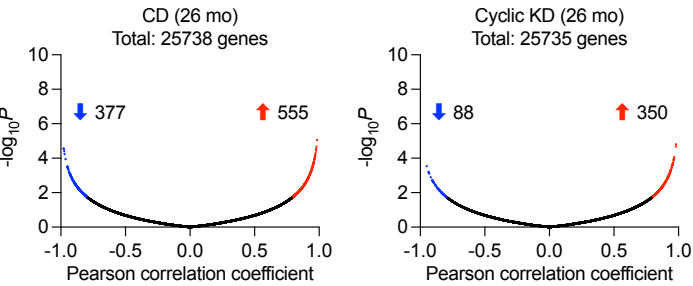 CD (26 mo)
Total: 25738 genes
10
8
6
4
2
0
-log10P
377
555
-1.0 -0.5 0.0 0.5 1.0
Pearson correlation coefficient
Cyclic KD (26 mo)
Total: 25735 genes
10
8
6
4
2
0
-log10P
88
350
-1.0 -0.5 0.0 0.5 1.0
Pearson correlation coefficient